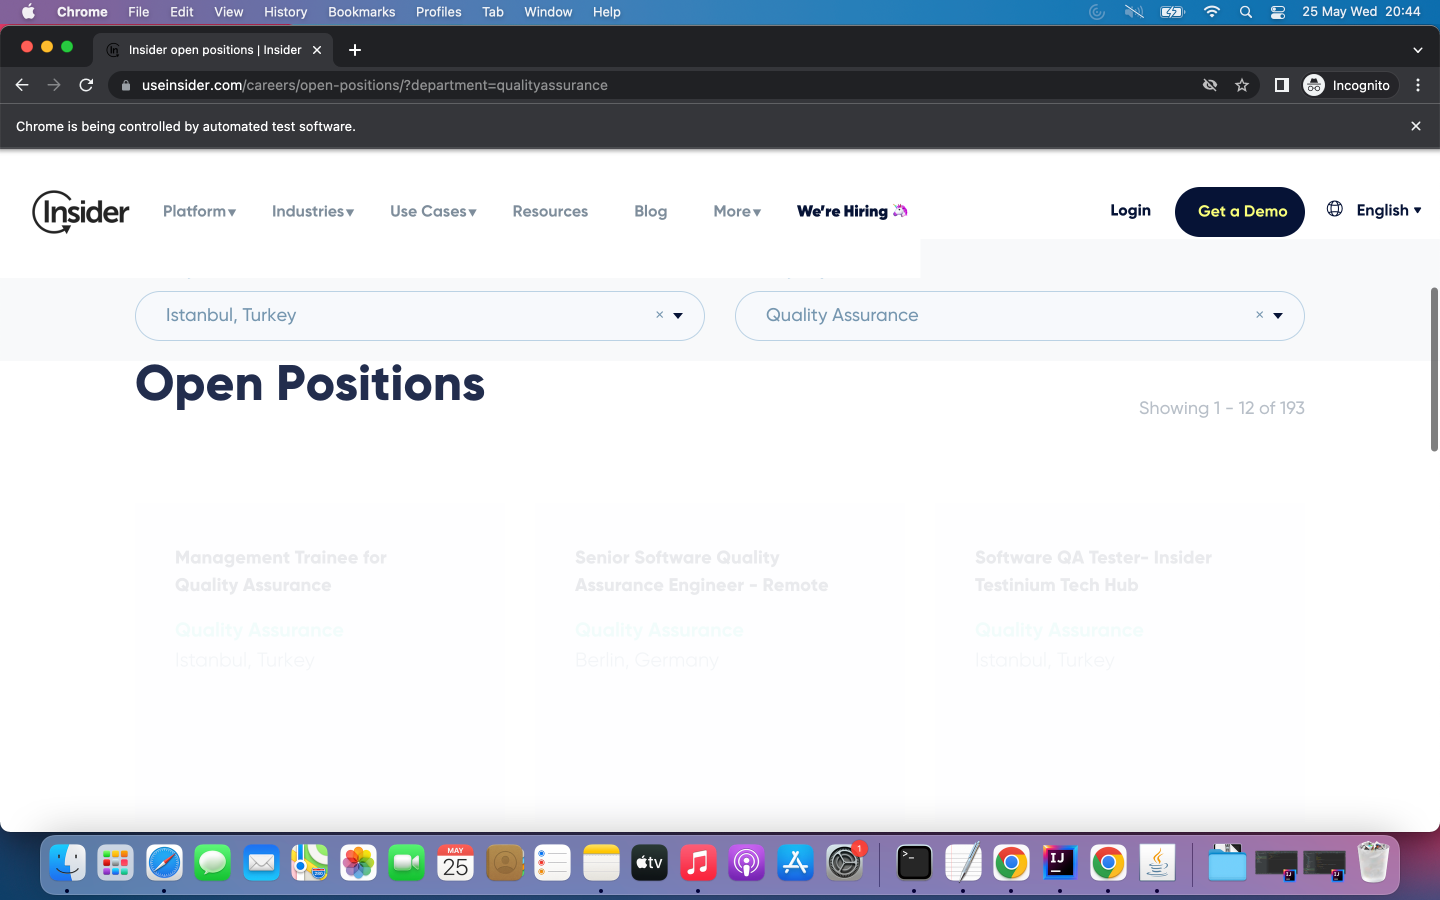 Chrome File Edit View History Bookmarks Profiles Tab Window Help 25 May Wed 20:44
Insider open positions | Insider
useinsider.com/careers/open-positions/?department=qualityassurance
Incognito
Chrome is being controlled by automated test software.
Insider Platform▾ Industries▾ Use Cases▾ Resources Blog More▾ We're Hiring 🦄 Login Get a Demo English ▾
Istanbul, Turkey × Quality Assurance ×
Open Positions
Showing 1 - 12 of 193
Management Trainee for
Quality Assurance
Quality Assurance
Istanbul, Turkey
Senior Software Quality
Assurance Engineer - Remote
Quality Assurance
Berlin, Germany
Software QA Tester- Insider
Testinium Tech Hub
Quality Assurance
Istanbul, Turkey
MAY
25
tv
1
>_
IJ
IJ
IJ